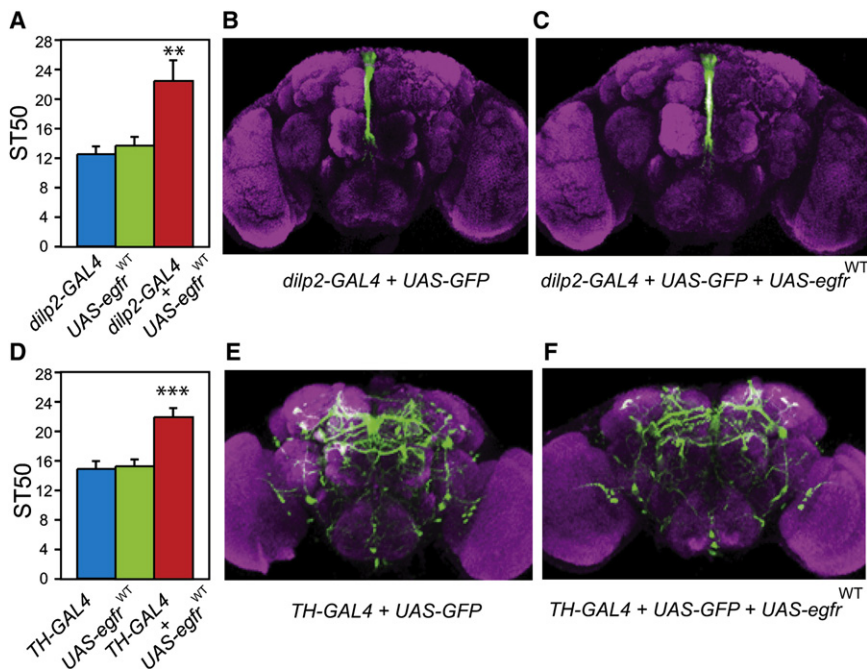 A
28
24
20
16
12
8
4
0
ST50
**
dilp2-GAL4
UAS-egfr WT
dilp2-GAL4
+
UAS-egfr WT
B
dilp2-GAL4 + UAS-GFP
C
dilp2-GAL4 + UAS-GFP + UAS-egfr WT
D
28
24
20
16
12
8
4
0
ST50
***
TH-GAL4
UAS-egfr WT
TH-GAL4
+
UAS-egfr WT
E
TH-GAL4 + UAS-GFP
F
TH-GAL4 + UAS-GFP + UAS-egfr WT